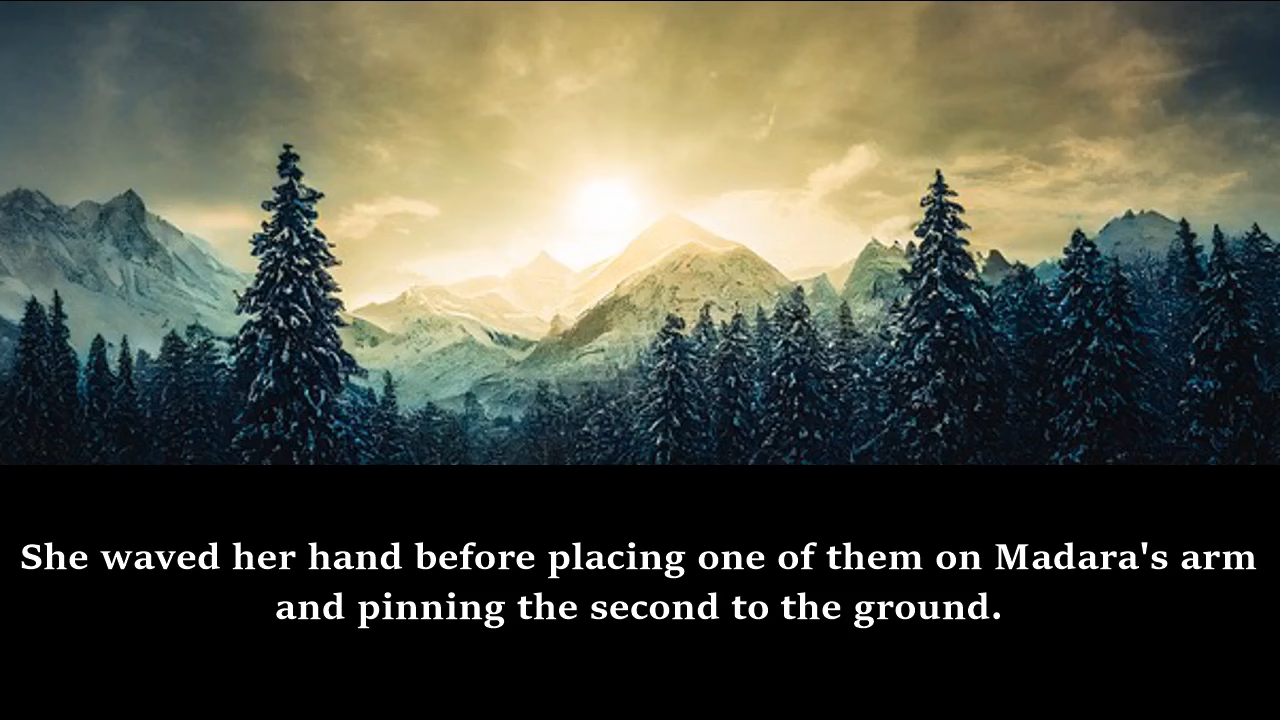 She waved her hand before placing one of them on Madara's arm
and pinning the second to the ground.